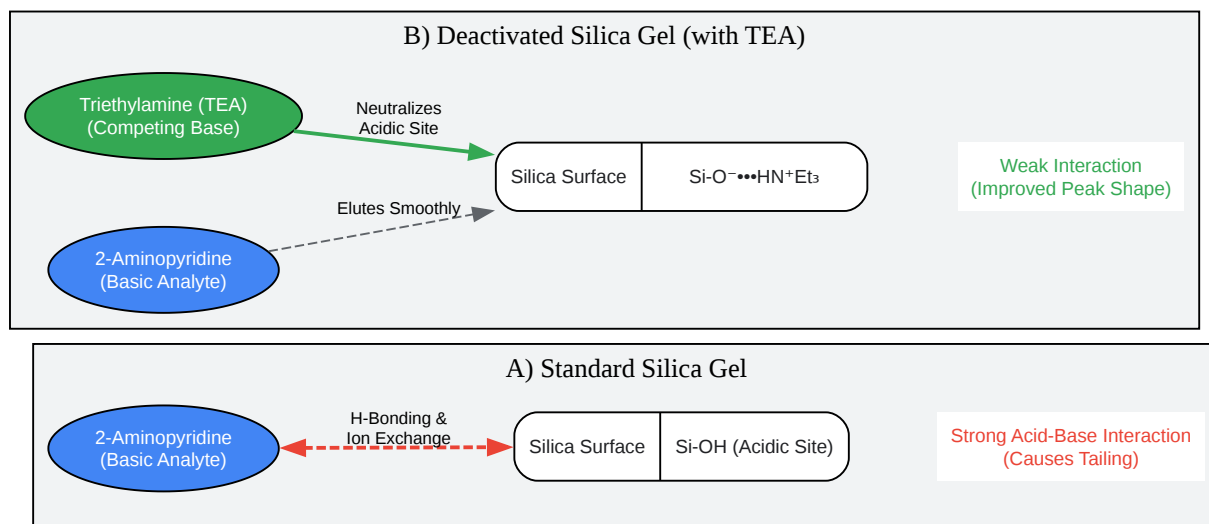 B) Deactivated Silica Gel (with TEA)
Triethylamine (TEA)
(Competing Base)
Neutralizes
Acidic Site
Silica Surface
Si-O⁻•••HN⁺Et₃
Weak Interaction
(Improved Peak Shape)
Elutes Smoothly
2-Aminopyridine
(Basic Analyte)
A) Standard Silica Gel
2-Aminopyridine
(Basic Analyte)
H-Bonding &
Ion Exchange
Silica Surface
Si-OH (Acidic Site)
Strong Acid-Base Interaction
(Causes Tailing)